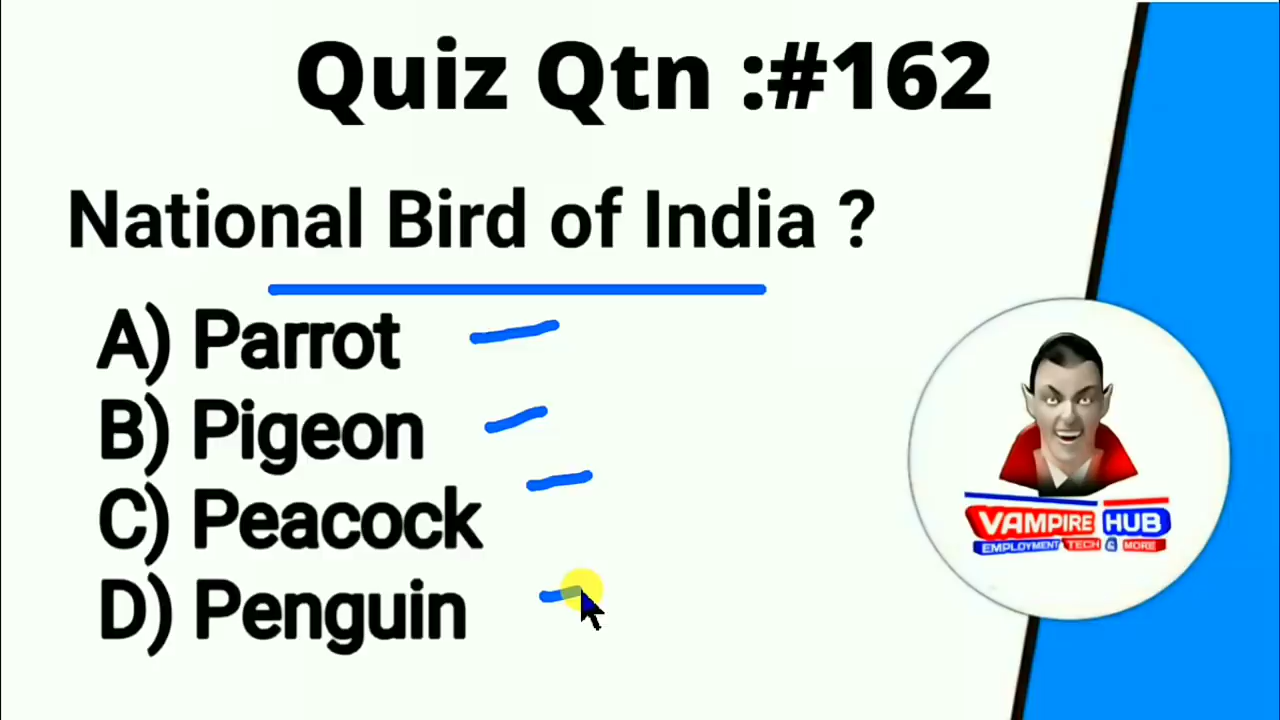 Quiz Qtn :#162
National Bird of India ?
A) Parrot
B) Pigeon
C) Peacock
D) Penguin
VAMPIRE HUB
EMPLOYMENT TECH & MORE